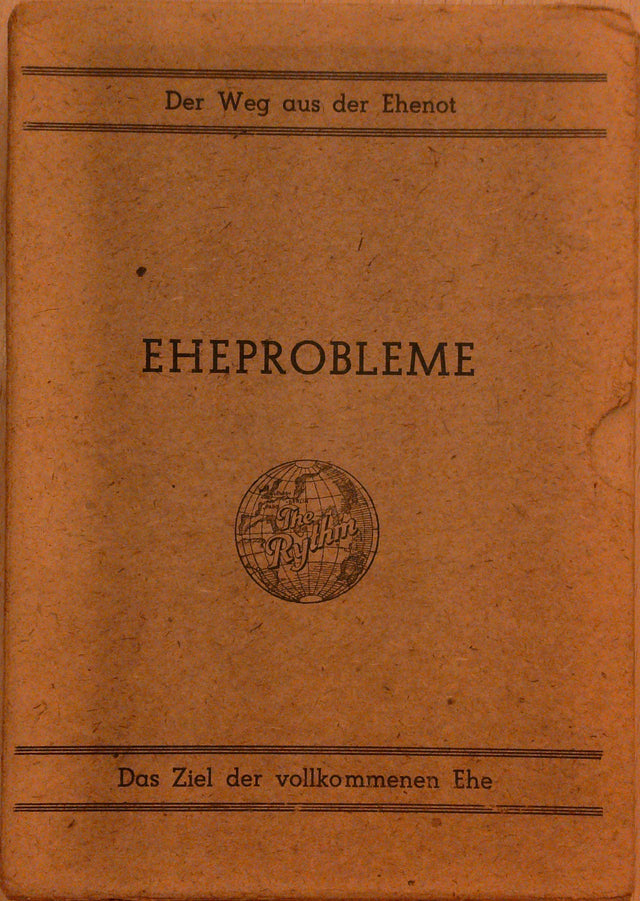 Der Weg aus der Ehenot
EHEPROBLEME
The
Rythm
Das Ziel der vollkommenen Ehe